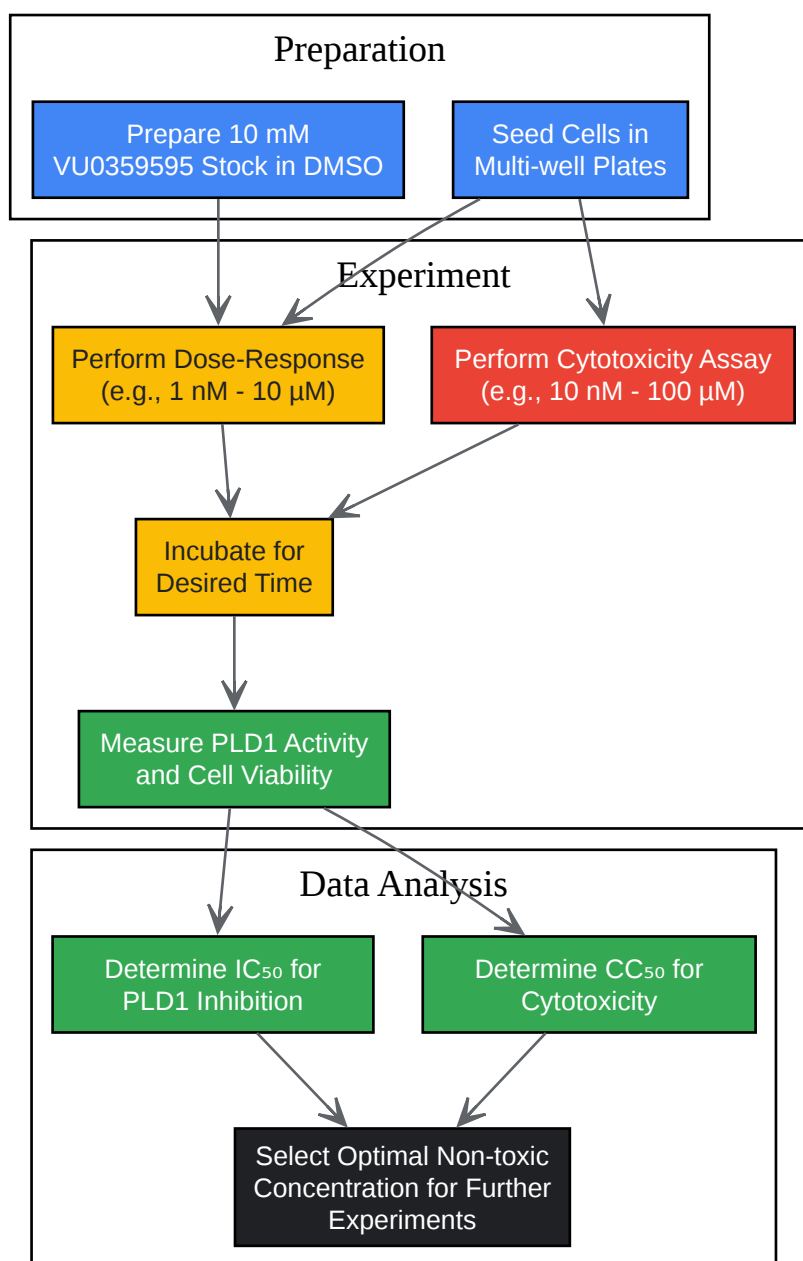 Preparation
Prepare 10 mM
VU0359595 Stock in DMSO
Seed Cells in
Multi-well Plates
Experiment
Perform Dose-Response
(e.g., 1 nM - 10 µM)
Perform Cytotoxicity Assay
(e.g., 10 nM - 100 µM)
Incubate for
Desired Time
Measure PLD1 Activity
and Cell Viability
Data Analysis
Determine IC₅₀ for
PLD1 Inhibition
Determine CC₅₀ for
Cytotoxicity
Select Optimal Non-toxic
Concentration for Further
Experiments